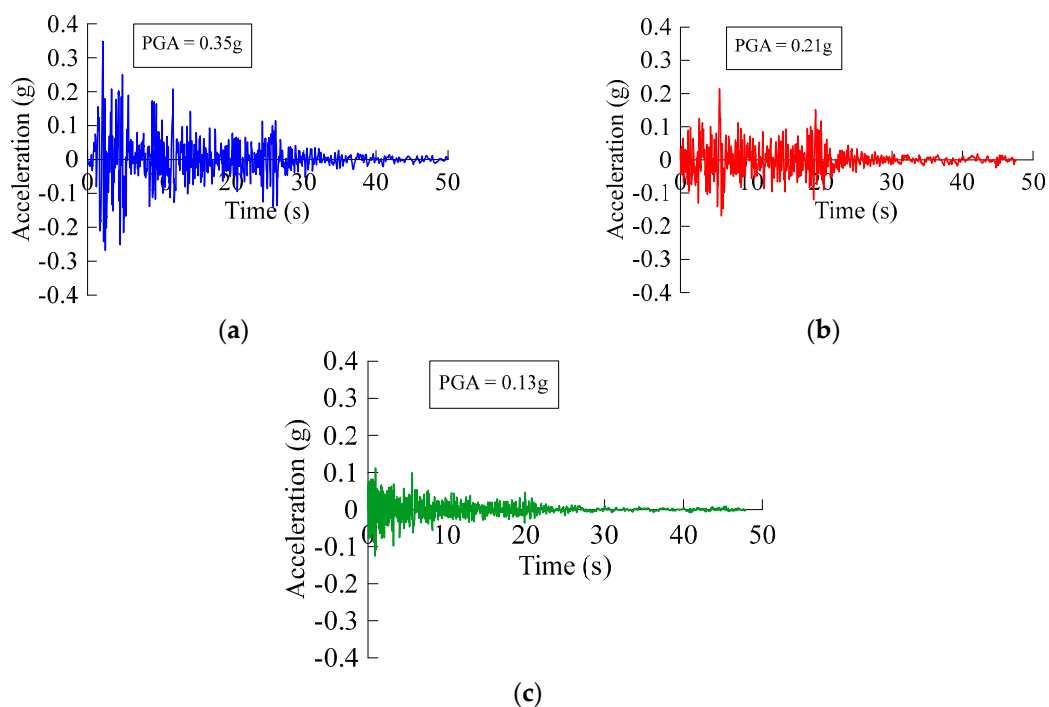 PGA = 0.35g
0.4
0.3
0.2
0.1
0
-0.1
-0.2
-0.3
-0.4
Acceleration (g)
0 10 20 30 40 50
Time (s)
(a)
PGA = 0.21g
0.4
0.3
0.2
0.1
0
-0.1
-0.2
-0.3
-0.4
Acceleration (g)
0 10 20 30 40 50
Time (s)
(b)
PGA = 0.13g
0.4
0.3
0.2
0.1
0
-0.1
-0.2
-0.3
-0.4
Acceleration (g)
0 10 20 30 40 50
Time (s)
(c)